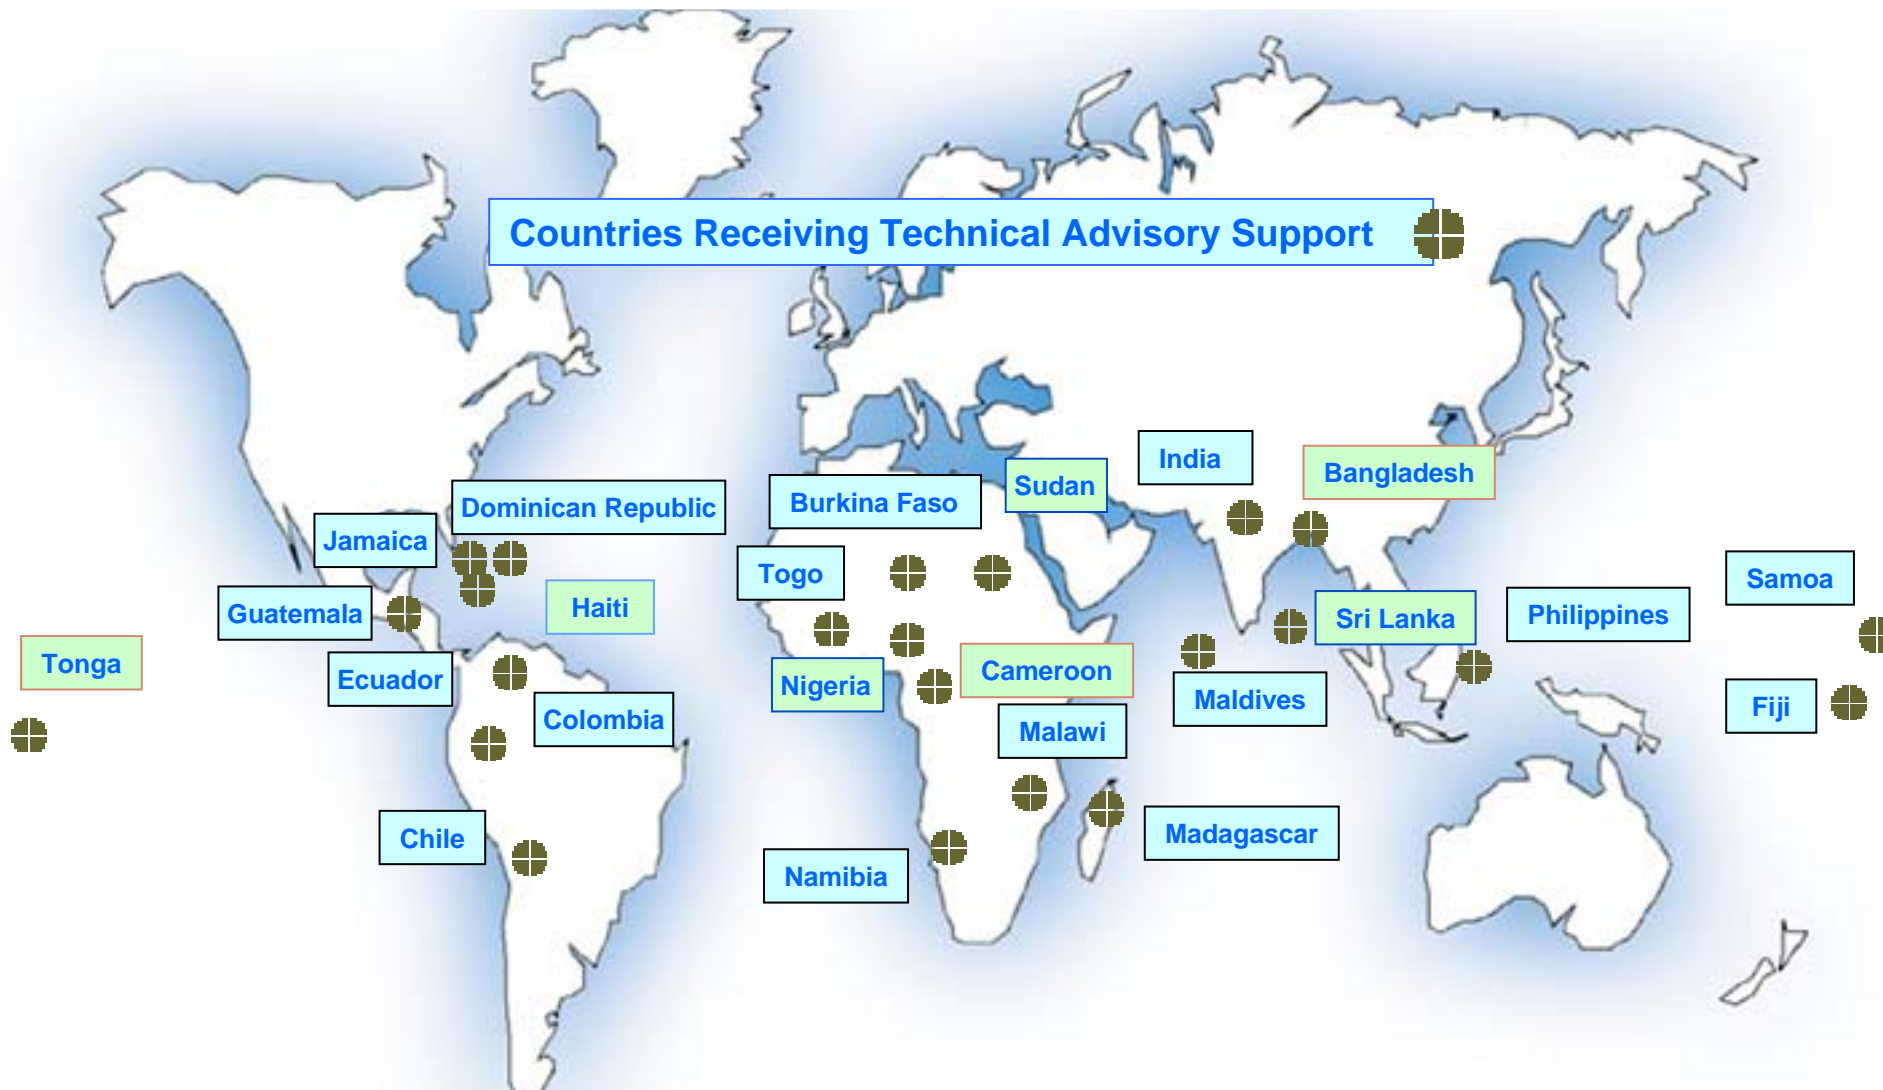 Countries Receiving Technical Advisory Support
India
Bangladesh
Sudan
Burkina Faso
Dominican Republic
Jamaica
Togo
Samoa
Haiti
Guatemala
Sri Lanka
Philippines
Tonga
Ecuador
Nigeria
Cameroon
Maldives
Fiji
Colombia
Malawi
Chile
Madagascar
Namibia